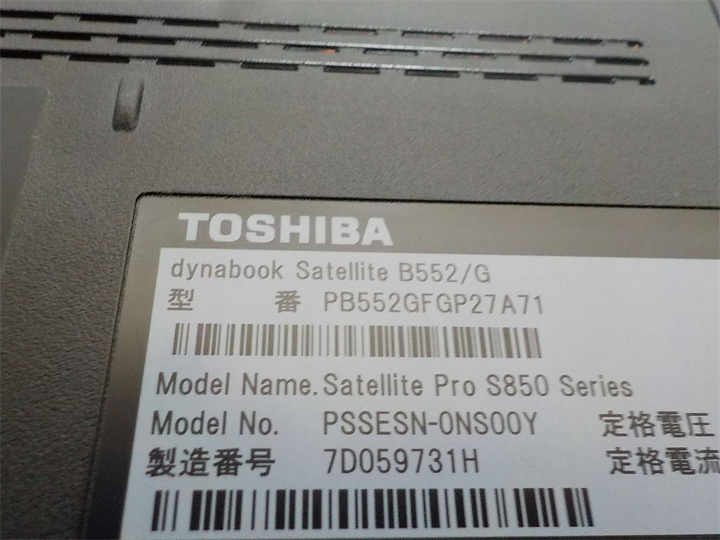 TOSHIBA
dynabook Satellite B552/G
型 番 PB552GFGP27A71
Model Name. Satellite Pro S850 Series
Model No. PSSESN-0NS00Y 定格電圧
製造番号 7D059731H 定格電流